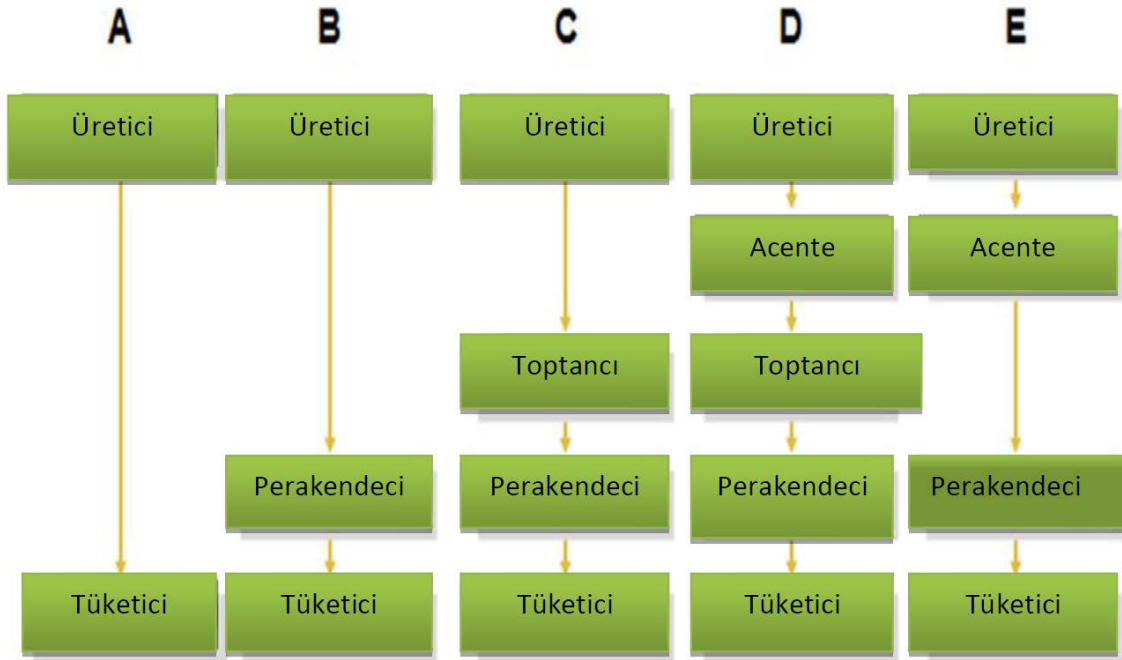 A B C D E
Üretici Üretici Üretici Üretici Üretici
Acente Acente
Toptancı Toptancı
Perakendeci Perakendeci Perakendeci Perakendeci
Tüketici Tüketici Tüketici Tüketici Tüketici